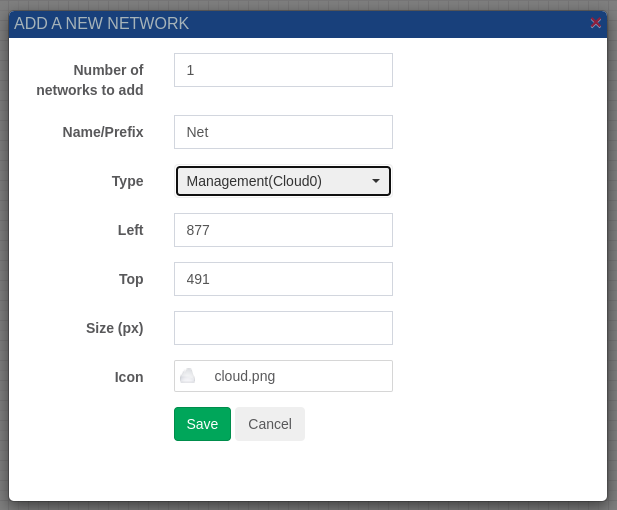 ADD A NEW NETWORK
Number of
networks to add
1
Name/Prefix
Net
Type
Management(Cloud0)
Left
877
Top
491
Size (px)
Icon
cloud.png
Save
Cancel